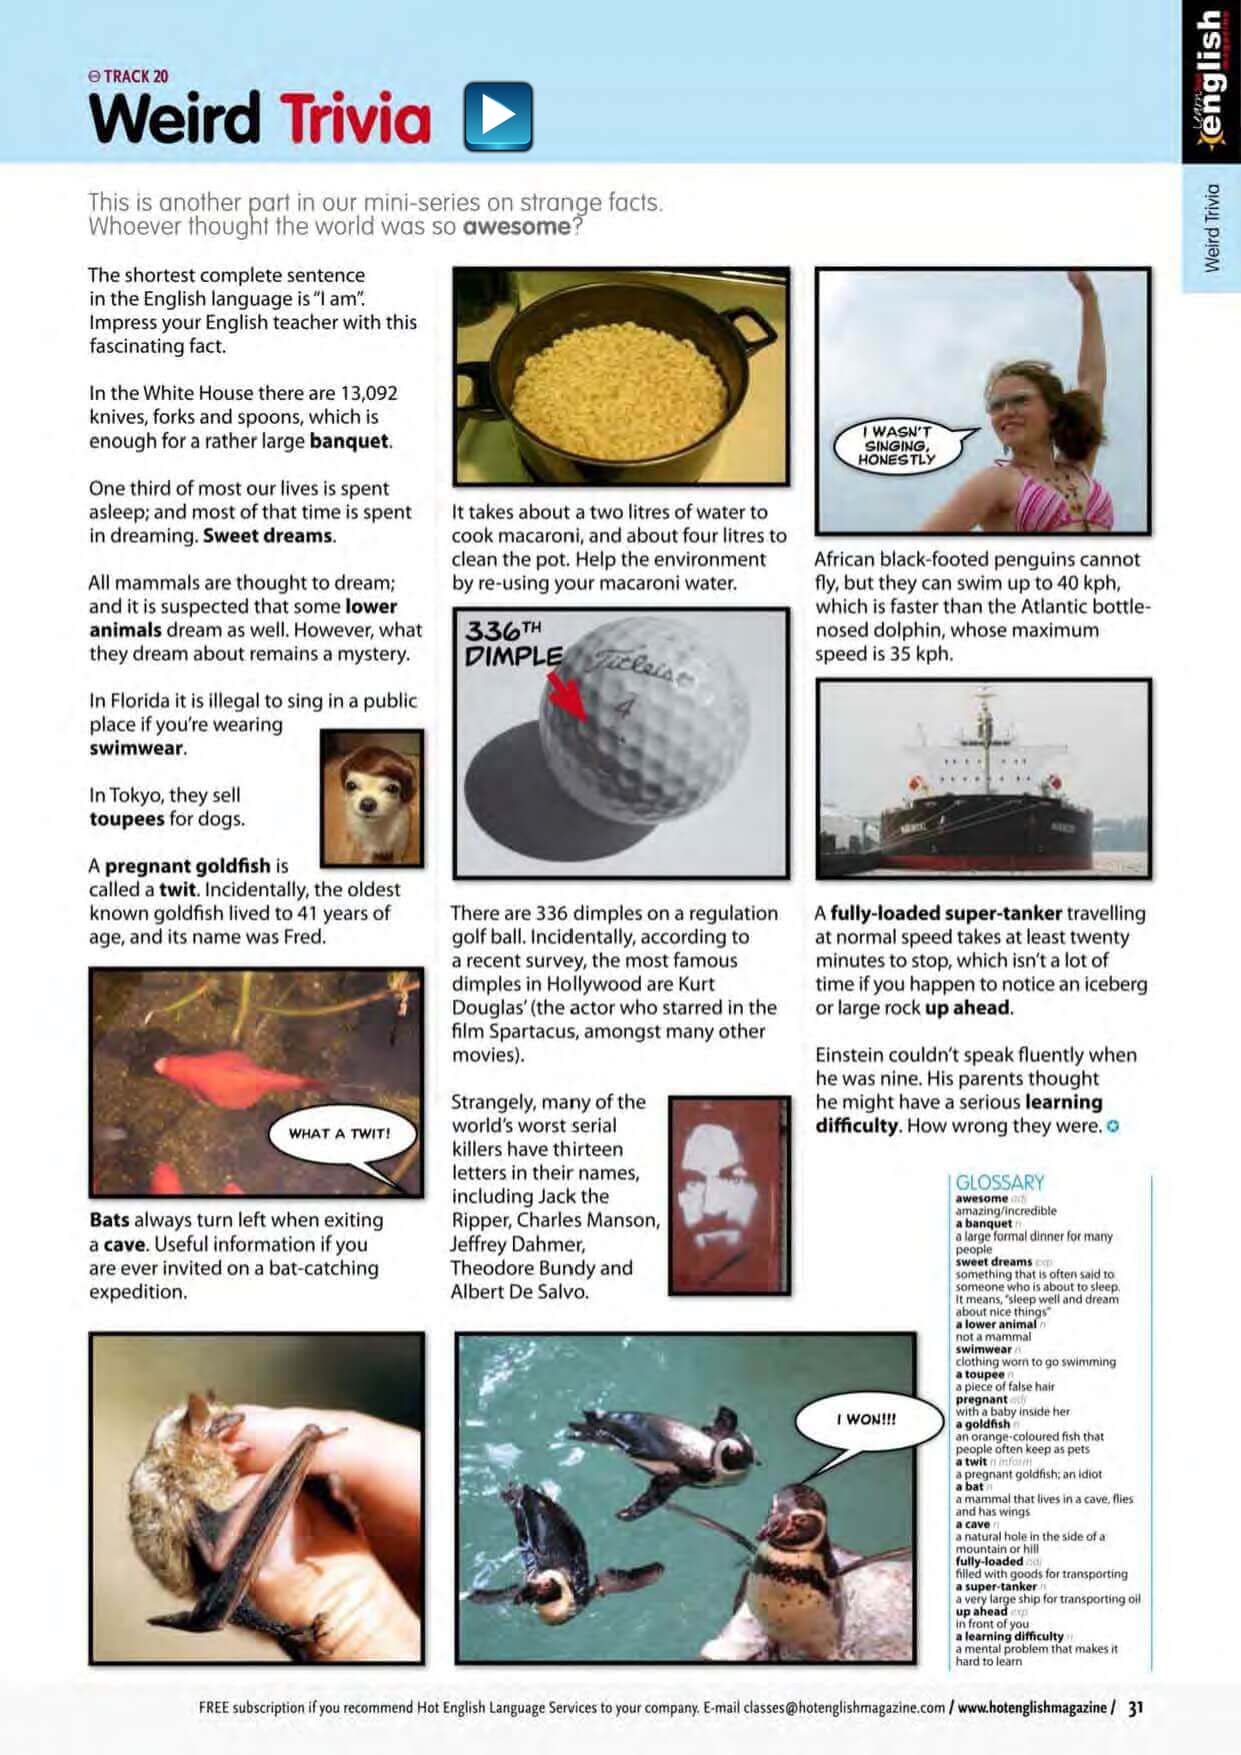 TRACK 20
Weird Trivia
Learn hot
english
magazine
Weird Trivia
This is another part in our mini-series on strange facts.
Whoever thought the world was so awesome?
The shortest complete sentence
in the English language is “I am”.
Impress your English teacher with this
fascinating fact.
In the White House there are 13,092
knives, forks and spoons, which is
enough for a rather large banquet.
One third of most our lives is spent
asleep; and most of that time is spent
in dreaming. Sweet dreams.
All mammals are thought to dream;
and it is suspected that some lower
animals dream as well. However, what
they dream about remains a mystery.
In Florida it is illegal to sing in a public
place if you’re wearing
swimwear.
In Tokyo, they sell
toupees for dogs.
A pregnant goldfish is
called a twit. Incidentally, the oldest
known goldfish lived to 41 years of
age, and its name was Fred.
WHAT A TWIT!
Bats always turn left when exiting
a cave. Useful information if you
are ever invited on a bat-catching
expedition.
It takes about a two litres of water to
cook macaroni, and about four litres to
clean the pot. Help the environment
by re-using your macaroni water.
336TH
DIMPLE
Titleist
4
There are 336 dimples on a regulation
golf ball. Incidentally, according to
a recent survey, the most famous
dimples in Hollywood are Kurt
Douglas’ (the actor who starred in the
film Spartacus, amongst many other
movies).
Strangely, many of the
world’s worst serial
killers have thirteen
letters in their names,
including Jack the
Ripper, Charles Manson,
Jeffrey Dahmer,
Theodore Bundy and
Albert De Salvo.
I WASN'T
SINGING,
HONESTLY
African black-footed penguins cannot
fly, but they can swim up to 40 kph,
which is faster than the Atlantic bottle-
nosed dolphin, whose maximum
speed is 35 kph.
A fully-loaded super-tanker travelling
at normal speed takes at least twenty
minutes to stop, which isn’t a lot of
time if you happen to notice an iceberg
or large rock up ahead.
Einstein couldn’t speak fluently when
he was nine. His parents thought
he might have a serious learning
difficulty. How wrong they were.
I WON!!!
GLOSSARY
awesome adj
amazing/incredible
a banquet n
a large formal dinner for many
people
sweet dreams exp
something that is often said to
someone who is about to sleep.
It means, “sleep well and dream
about nice things”
a lower animal n
not a mammal
swimwear n
clothing worn to go swimming
a toupee n
a piece of false hair
pregnant adj
with a baby inside her
a goldfish n
an orange-coloured fish that
people often keep as pets
a twit n inform
a pregnant goldfish; an idiot
a bat n
a mammal that lives in a cave, flies
and has wings
a cave n
a natural hole in the side of a
mountain or hill
fully-loaded adj
filled with goods for transporting
a super-tanker n
a very large ship for transporting oil
up ahead exp
in front of you
a learning difficulty n
a mental problem that makes it
hard to learn
FREE subscription if you recommend Hot English Language Services to your company. E-mail classes@hotenglishmagazine.com / www.hotenglishmagazine / 31